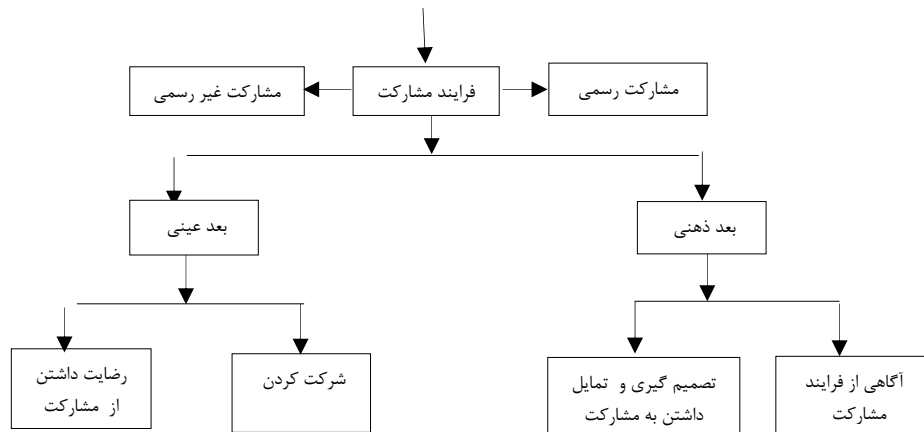 مشارکت رسمی
فرایند مشارکت
مشارکت غیر رسمی
بعد ذهنی
بعد عینی
آگاهی از فرایند
مشارکت
تصمیم گیری و تمایل
داشتن به مشارکت
شرکت کردن
رضایت داشتن
از مشارکت